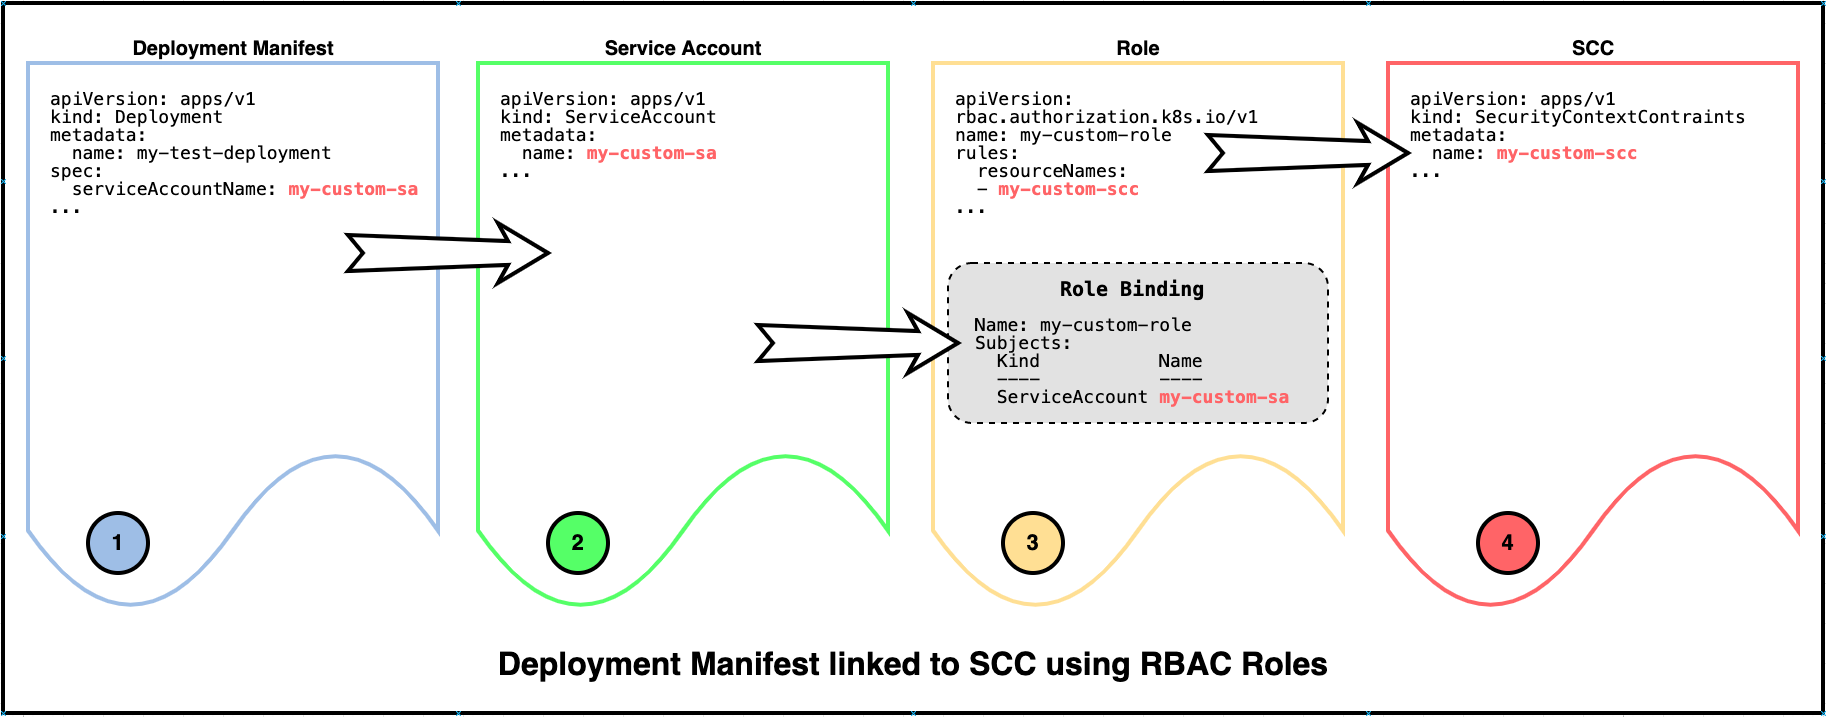 Deployment Manifest
apiVersion: apps/v1
kind: Deployment
metadata:
  name: my-test-deployment
spec:
  serviceAccountName: my-custom-sa
...
1
Service Account
apiVersion: apps/v1
kind: ServiceAccount
metadata:
  name: my-custom-sa
...
2
Role
apiVersion:
rbac.authorization.k8s.io/v1
name: my-custom-role
rules:
  resourceNames:
  - my-custom-scc
...
Role Binding
Name: my-custom-role
Subjects:
  Kind           Name
  ----           ----
  ServiceAccount my-custom-sa
3
SCC
apiVersion: apps/v1
kind: SecurityContextContraints
metadata:
  name: my-custom-scc
...
4
Deployment Manifest linked to SCC using RBAC Roles